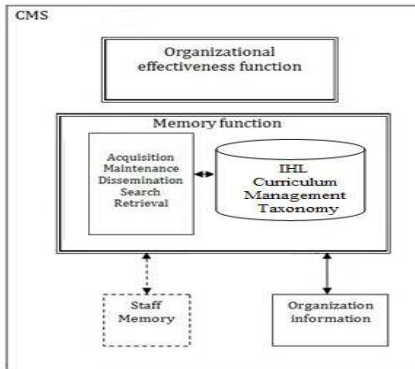 CMS
Organizational
effectiveness function
Memory function
Acquisition
Maintenance
Dissemination
Search
Retrieval
IHL
Curriculum
Management
Taxonomy
Staff
Memory
Organization
information